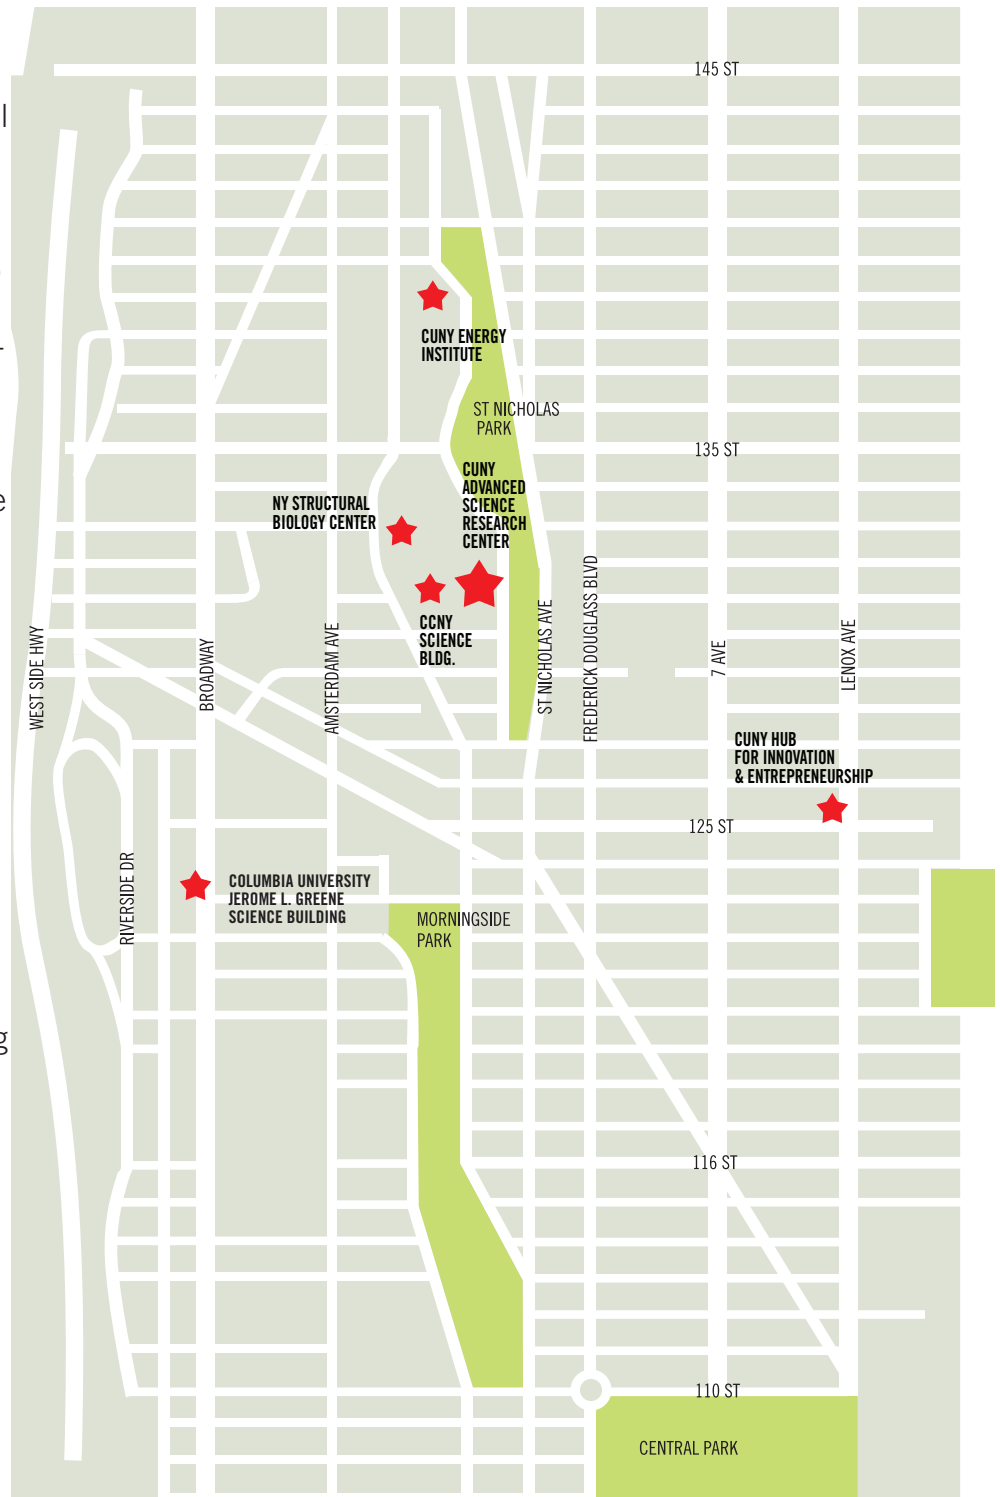 145 ST
CUNY ENERGY
INSTITUTE
ST NICHOLAS
PARK
135 ST
CUNY
ADVANCED
SCIENCE
RESEARCH
CENTER
NY STRUCTURAL
BIOLOGY CENTER
CCNY
SCIENCE
BLDG.
WEST SIDE HWY
BROADWAY
AMSTERDAM AVE
ST NICHOLAS AVE
FREDERICK DOUGLASS BLVD
7 AVE
LENOX AVE
CUNY HUB
FOR INNOVATION
& ENTREPRENEURSHIP
125 ST
RIVERSIDE DR
COLUMBIA UNIVERSITY
JEROME L. GREENE
SCIENCE BUILDING
MORNINGSIDE
PARK
116 ST
110 ST
CENTRAL PARK